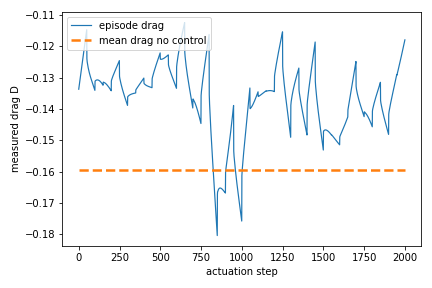 −0.11
−0.12
−0.13
−0.14
−0.15
−0.16
−0.17
−0.18
measured drag D
episode drag
mean drag no control
0 250 500 750 1000 1250 1500 1750 2000
actuation step